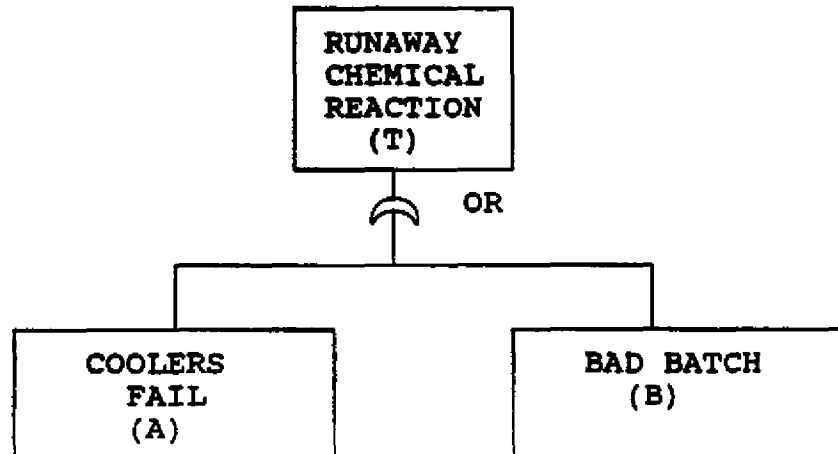 RUNAWAY
CHEMICAL
REACTION
(T)
OR
COOLERS
FAIL
(A)
BAD BATCH
(B)